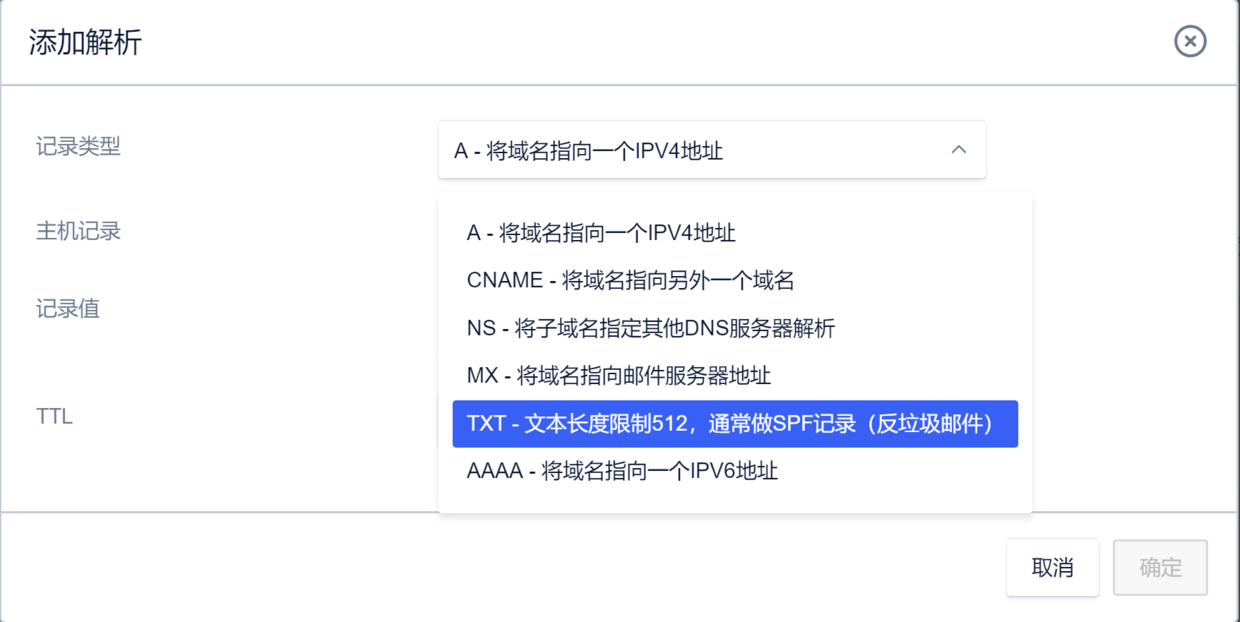 添加解析
记录类型
A - 将域名指向一个IPV4地址
主机记录
A - 将域名指向一个IPV4地址
CNAME - 将域名指向另外一个域名
记录值
NS - 将子域名指定其他DNS服务器解析
MX - 将域名指向邮件服务器地址
TTL
TXT - 文本长度限制512，通常做SPF记录（反垃圾邮件）
AAAA - 将域名指向一个IPV6地址
取消
确定